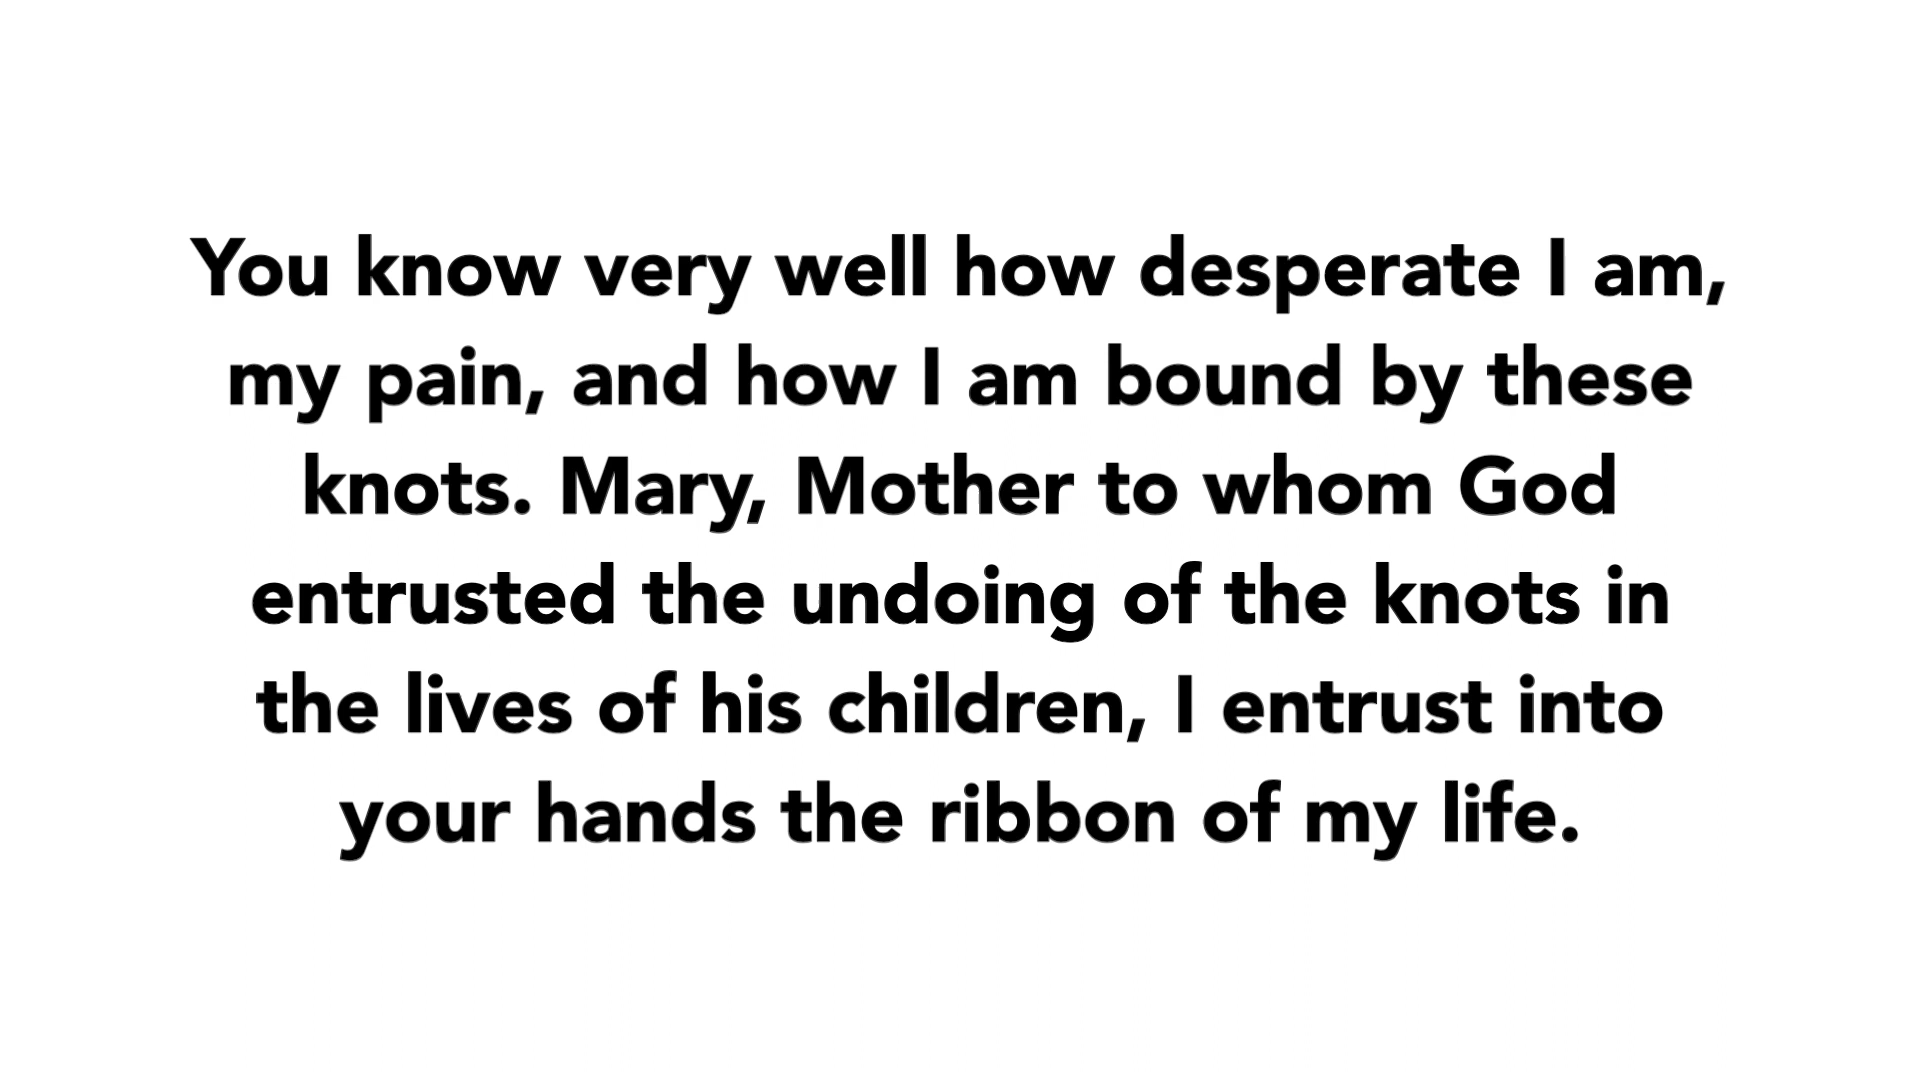 You know very well how desperate I am,
my pain, and how I am bound by these
knots. Mary, Mother to whom God
entrusted the undoing of the knots in
the lives of his children, I entrust into
your hands the ribbon of my life.